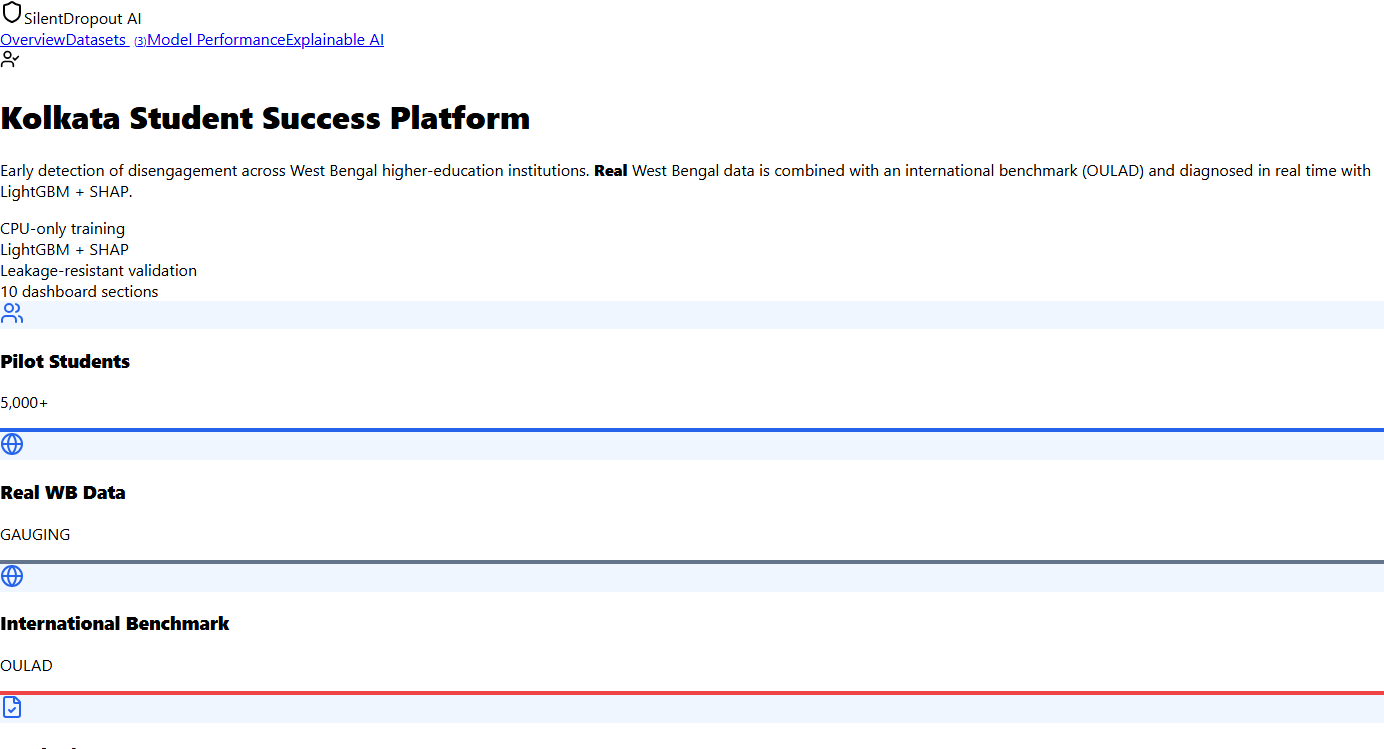 SilentDropout AI
OverviewDatasets (3)Model PerformanceExplainable AI
Kolkata Student Success Platform
Early detection of disengagement across West Bengal higher-education institutions. Real West Bengal data is combined with an international benchmark (OULAD) and diagnosed in real time with
LightGBM + SHAP.
CPU-only training
LightGBM + SHAP
Leakage-resistant validation
10 dashboard sections
Pilot Students
5,000+
Real WB Data
GAUGING
International Benchmark
OULAD